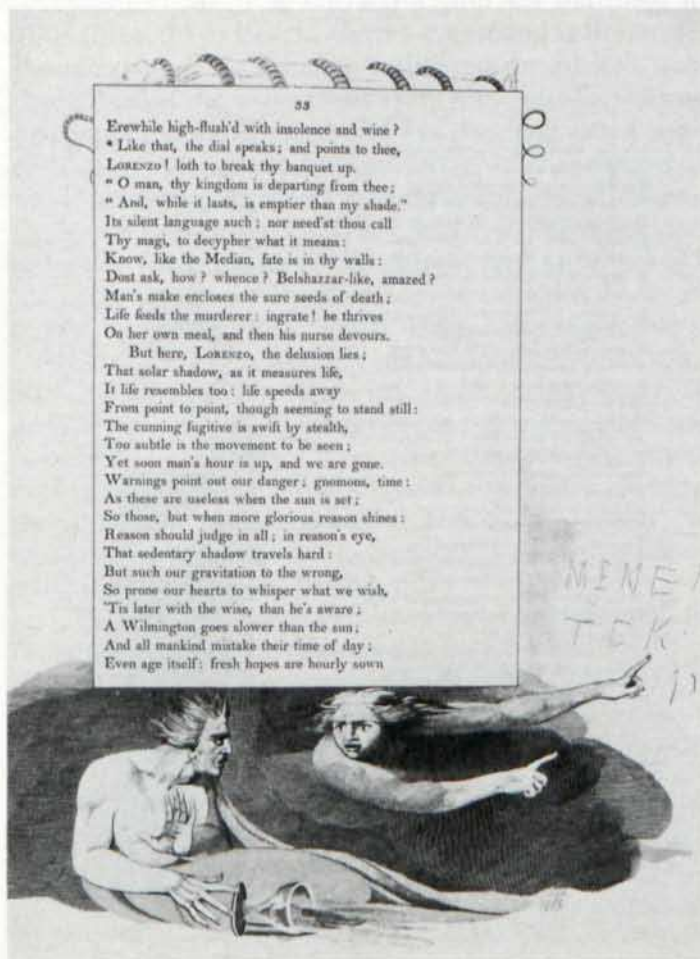 33
Erewhile high-flush'd with insolence and wine?
* Like that, the dial speaks; and points to thee,
LORENZO! loth to break thy banquet up.
" O man, thy kingdom is departing from thee;
" And, while it lasts, is emptier than my shade."
Its silent language such; nor need'st thou call
Thy magi, to decypher what it means:
Know, like the Median, fate is in thy walls:
Dost ask, how? whence? Belshazzar-like, amazed?
Man's make encloses the sure seeds of death;
Life feeds the murderer: ingrate! he thrives
On her own meal, and then his nurse devours.
But here, LORENZO, the delusion lies;
That solar shadow, as it measures life,
It life resembles too: life speeds away
From point to point, though seeming to stand still:
The cunning fugitive is swift by stealth,
Too subtle is the movement to be seen;
Yet soon man's hour is up, and we are gone.
Warnings point out our danger; gnomons, time:
As these are useless when the sun is set;
So those, but when more glorious reason shines:
Reason should judge in all; in reason's eye,
That sedentary shadow travels hard:
But such our gravitation to the wrong,
So prone our hearts to whisper what we wish,
'Tis later with the wise, than he's aware;
A Wilmington goes slower than the sun;
And all mankind mistake their time of day;
Even age itself: fresh hopes are hourly sown
MENE